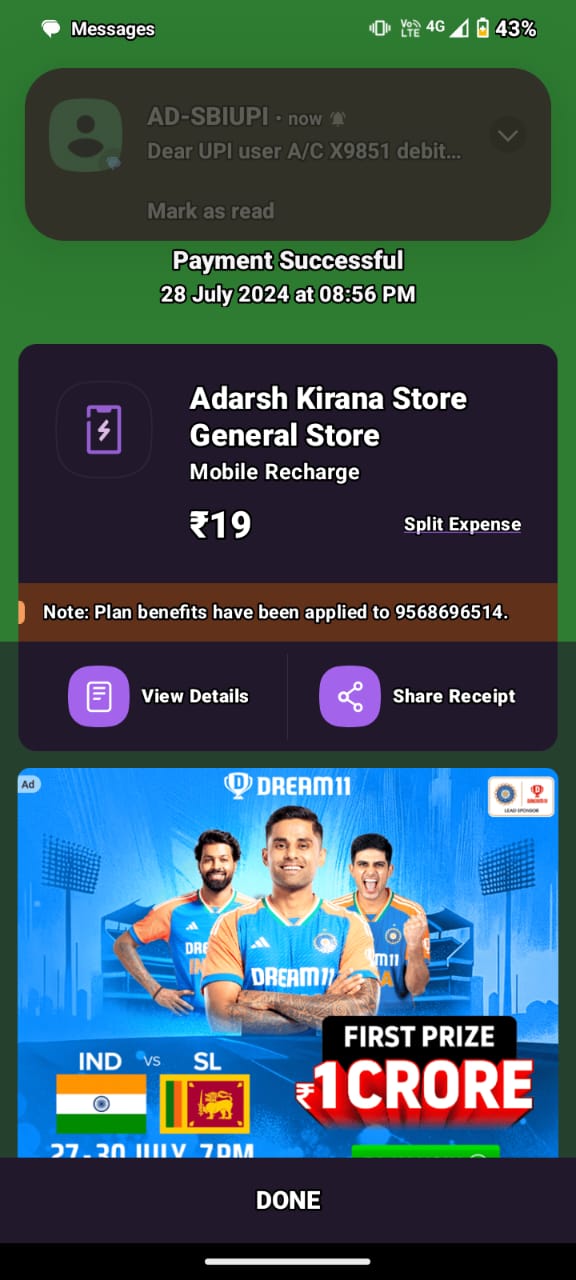 Messages
Vo LTE 4G 43%
AD-SBIUPI • now
Dear UPI user A/C X9851 debit...
Mark as read
Payment Successful
28 July 2024 at 08:56 PM
Adarsh Kirana Store
General Store
Mobile Recharge
₹19
Split Expense
Note: Plan benefits have been applied to 9568696514.
View Details
Share Receipt
Ad
DREAM11
LEAD SPONSOR
DREAM11
FIRST PRIZE
₹1CRORE
IND VS SL
27-30 JULY, 7PM
DONE